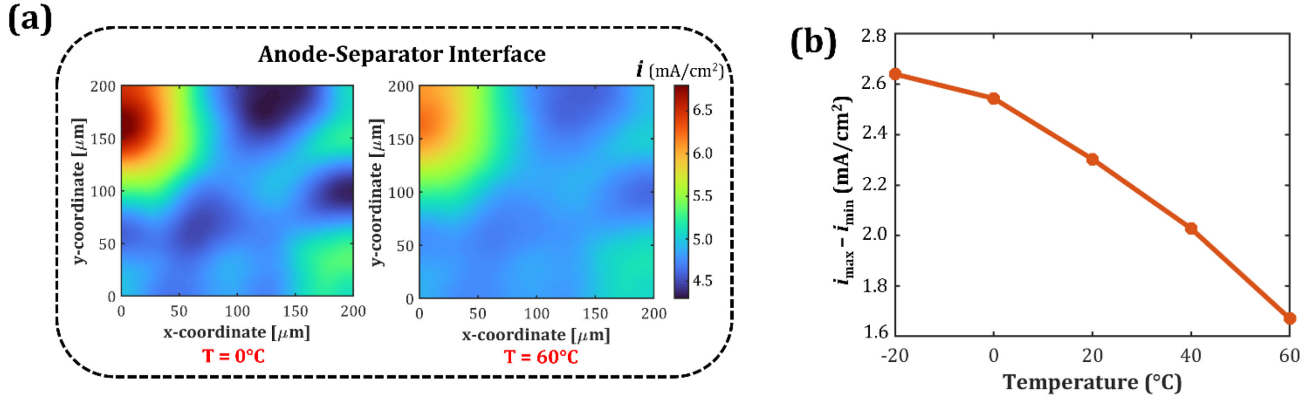 (a)
Anode-Separator Interface
i (mA/cm²)
200
150
100
50
0
y-coordinate [μm]
0 50 100 150 200
x-coordinate [μm]
T = 0°C
200
150
100
50
0
y-coordinate [μm]
0 50 100 150 200
x-coordinate [μm]
T = 60°C
6.5
6.0
5.5
5.0
4.5
(b)
2.8
2.6
2.4
2.2
2.0
1.8
1.6
i_max − i_min (mA/cm²)
-20 0 20 40 60
Temperature (°C)